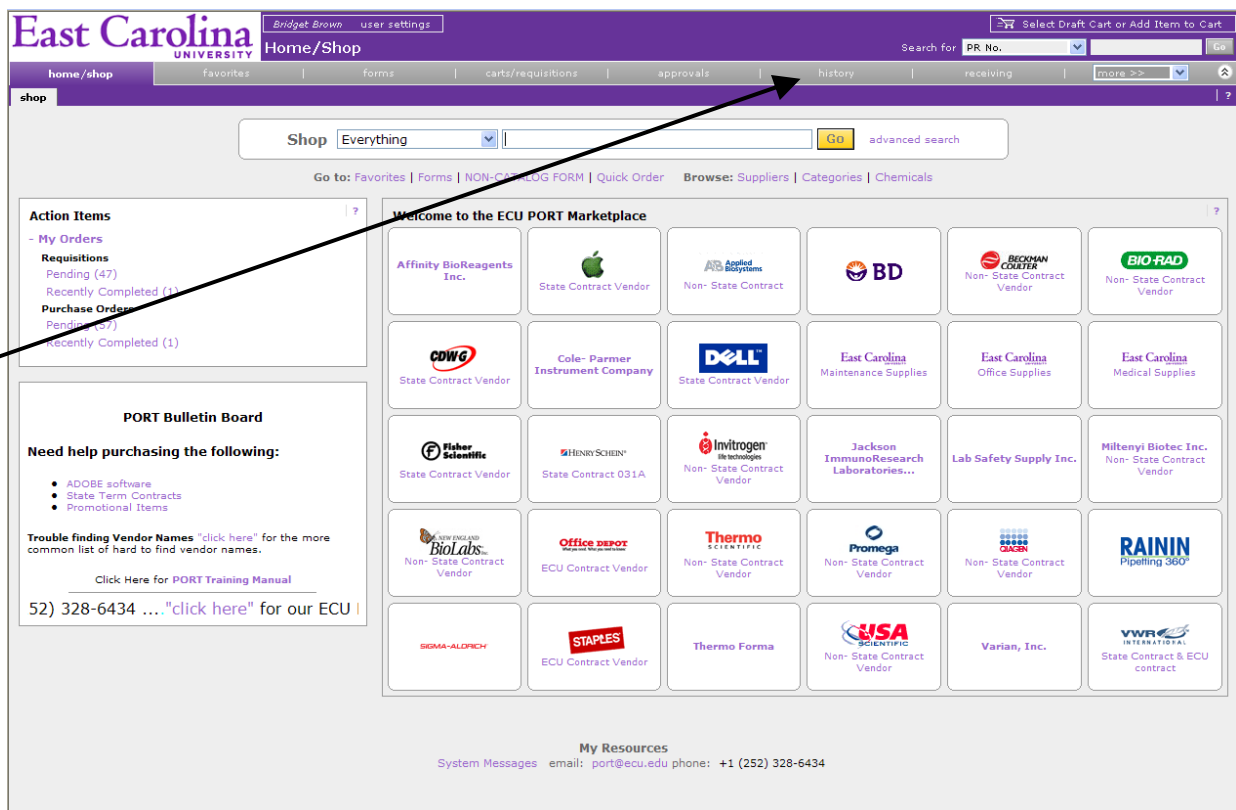 East Carolina
UNIVERSITY
Bridget Brown user settings
Select Draft Cart or Add Item to Cart
Home/Shop
Search for PR No. Go
home/shop favorites | forms | carts/requisitions | approvals | history | receiving | more >>
shop | ?
Shop Everything Go advanced search
Go to: Favorites | Forms | NON-CATALOG FORM | Quick Order Browse: Suppliers | Categories | Chemicals
Action Items ?
- My Orders
Requisitions
Pending (47)
Recently Completed (1)
Purchase Orders
Pending (57)
Recently Completed (1)
PORT Bulletin Board
Need help purchasing the following:
• ADOBE software
• State Term Contracts
• Promotional Items
Trouble finding Vendor Names "click here" for the more
common list of hard to find vendor names.
Click Here for PORT Training Manual
52) 328-6434 ...."click here" for our ECU
Welcome to the ECU PORT Marketplace ?
Affinity BioReagents
Inc.
State Contract Vendor
AB Applied
Biosystems
Non- State Contract
BD
BECKMAN
COULTER
Non- State Contract
Vendor
BIO-RAD
Non- State Contract
Vendor
CDWG
State Contract Vendor
Cole- Parmer
Instrument Company
DELL
State Contract Vendor
East Carolina
Maintenance Supplies
East Carolina
Office Supplies
East Carolina
Medical Supplies
Fisher
Scientific
State Contract Vendor
HENRY SCHEIN®
State Contract 031A
Invitrogen
life technologies
Non- State Contract
Vendor
Jackson
ImmunoResearch
Laboratories...
Lab Safety Supply Inc.
Miltenyi Biotec Inc.
Non- State Contract
Vendor
NEW ENGLAND
BioLabs Inc.
Non- State Contract
Vendor
Office DEPOT
What you need. What you need to know.
ECU Contract Vendor
Thermo
SCIENTIFIC
Non- State Contract
Vendor
Promega
Non- State Contract
Vendor
QIAGEN
Non- State Contract
Vendor
RAININ
Pipetting 360°
SIGMA-ALDRICH
STAPLES
ECU Contract Vendor
Thermo Forma
USA
SCIENTIFIC
Non- State Contract
Vendor
Varian, Inc.
VWR
INTERNATIONAL
State Contract & ECU
contract
My Resources
System Messages email: port@ecu.edu phone: +1 (252) 328-6434